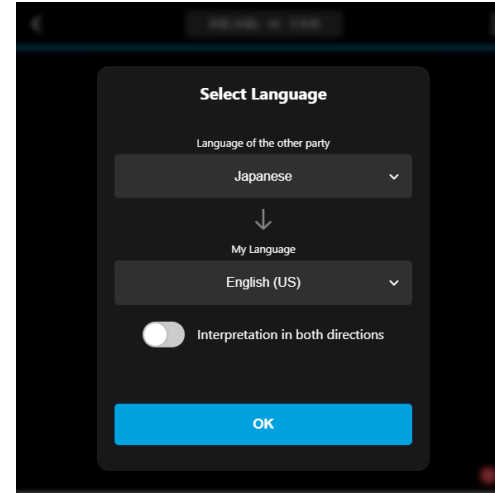 Select Language
Language of the other party
Japanese
My Language
English (US)
Interpretation in both directions
OK